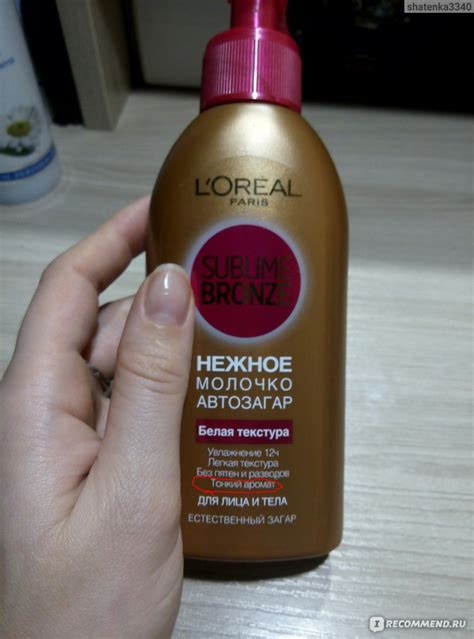 shatenka3340
L'ORÉAL
PARIS
SUBLIME
BRONZE
НЕЖНОЕ
МОЛОЧКО
АВТОЗАГАР
Белая текстура
Увлажнение 12ч
Легкая текстура
Без пятен и разводов
Тонкий аромат
ДЛЯ ЛИЦА И ТЕЛА
ЕСТЕСТВЕННЫЙ ЗАГАР
IRECOMMEND.RU